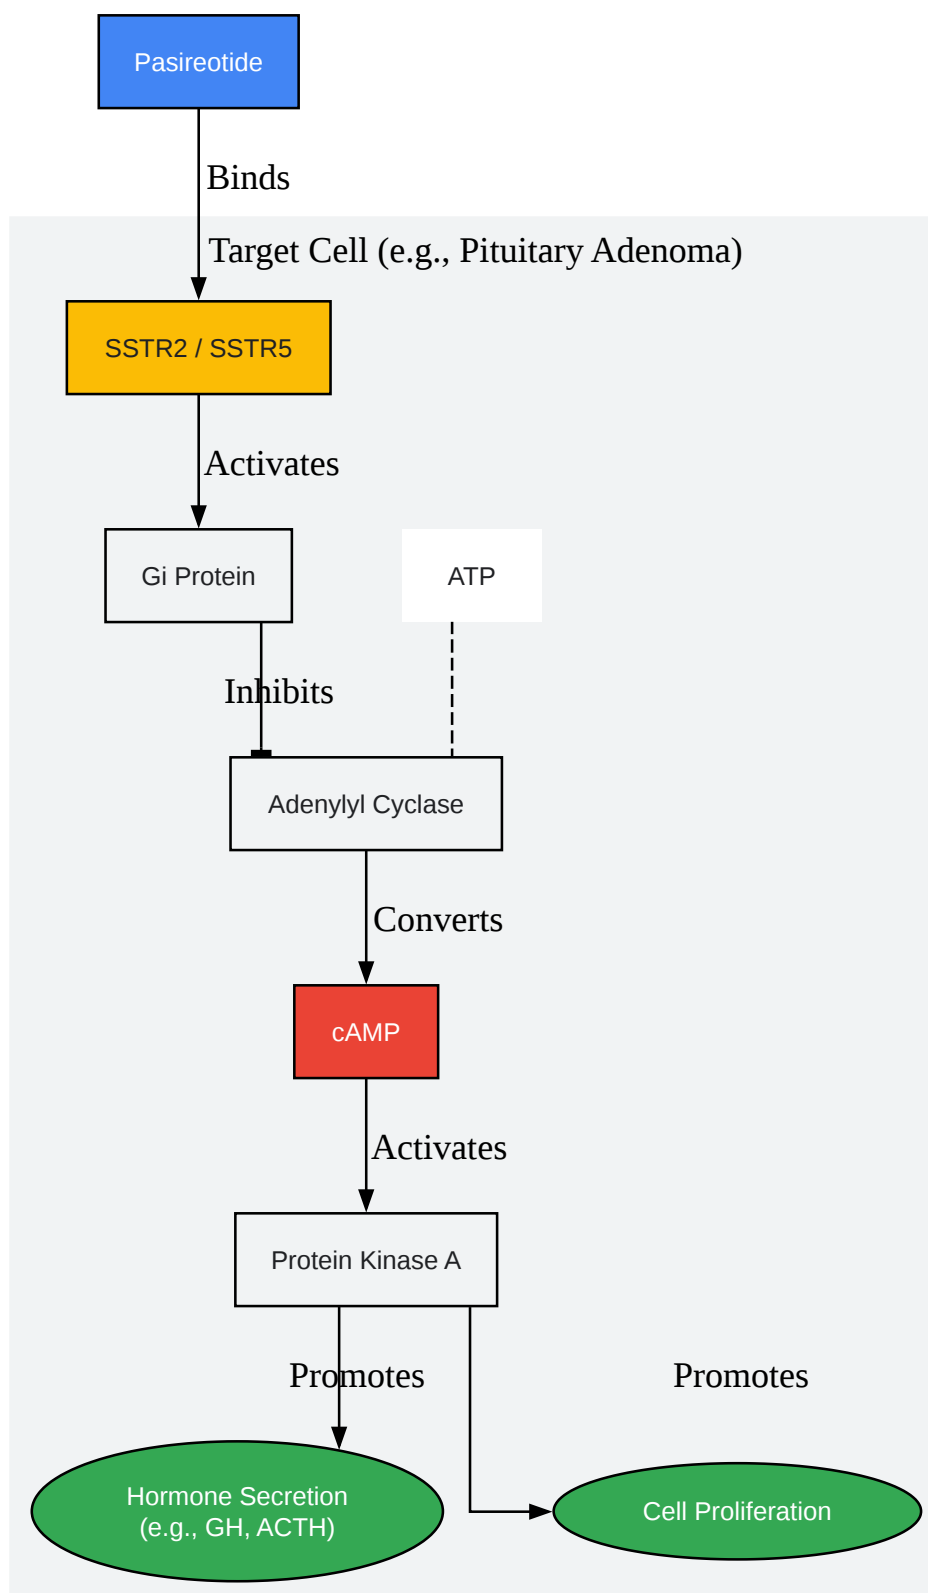 Pasireotide
Binds
Target Cell (e.g., Pituitary Adenoma)
SSTR2 / SSTR5
Activates
Gi Protein
ATP
Inhibits
Adenylyl Cyclase
Converts
cAMP
Activates
Protein Kinase A
Promotes
Promotes
Hormone Secretion
(e.g., GH, ACTH)
Cell Proliferation